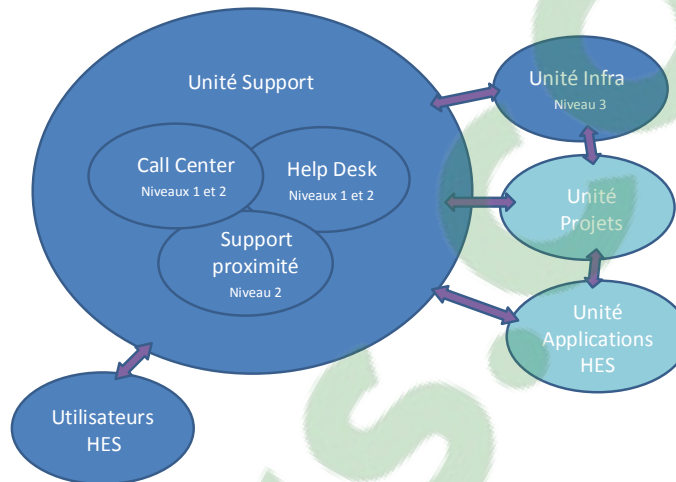 Unité Support
Call Center
Niveaux 1 et 2
Help Desk
Niveaux 1 et 2
Support
proximité
Niveau 2
Unité Infra
Niveau 3
Unité
Projets
Unité
Applications
HES
Utilisateurs
HES